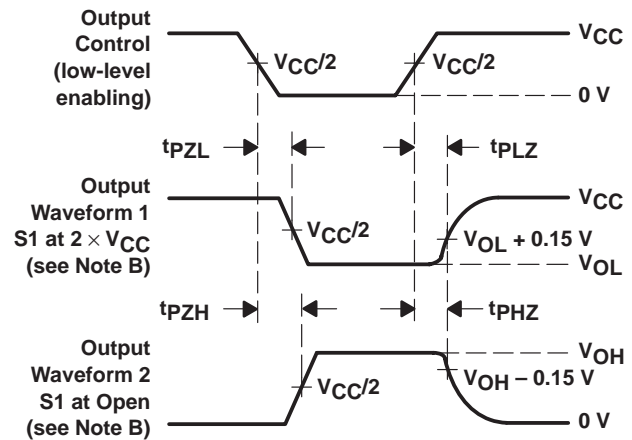 Output
Control
(low-level
enabling)
VCC/2
VCC/2
VCC
0 V
tPZL
tPLZ
Output
Waveform 1
S1 at 2 × VCC
(see Note B)
VCC/2
VCC
VOL + 0.15 V
VOL
tPZH
tPHZ
Output
Waveform 2
S1 at Open
(see Note B)
VCC/2
VOH
VOH – 0.15 V
0 V